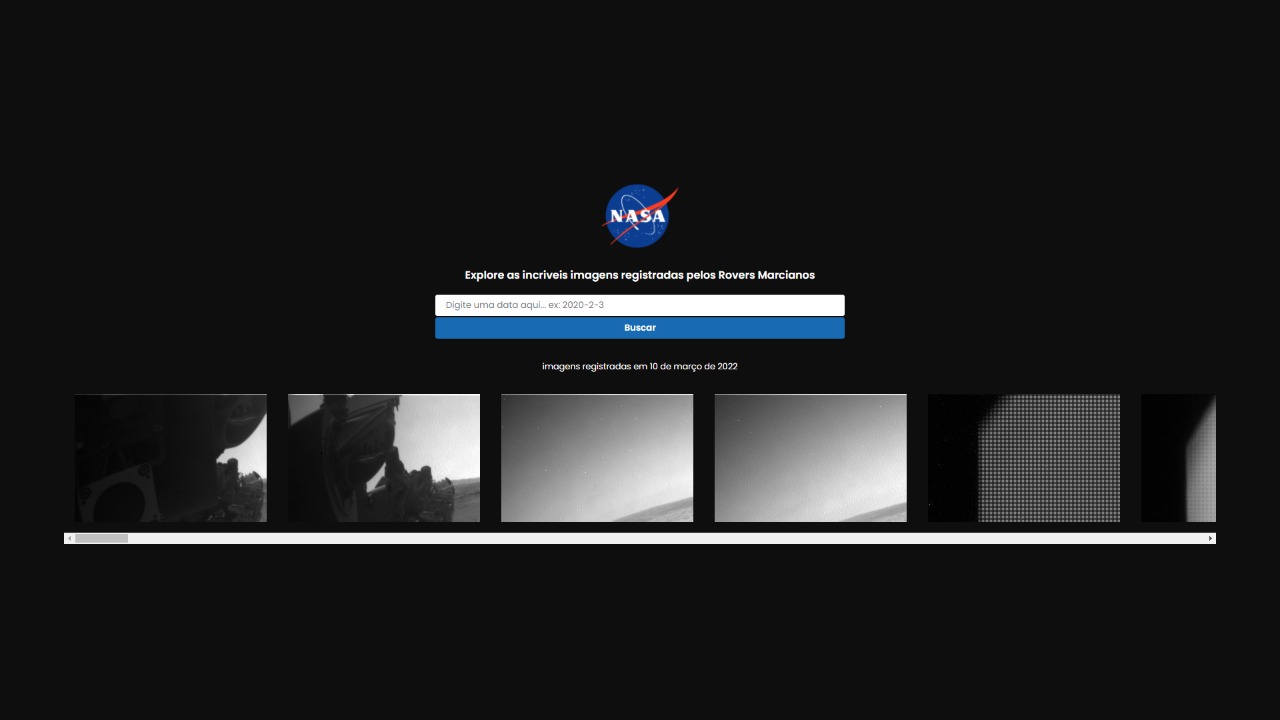 NASA
Explore as incriveis imagens registradas pelos Rovers Marcianos
Digite uma data aqui... ex: 2020-2-3
Buscar
imagens registradas em 10 de março de 2022